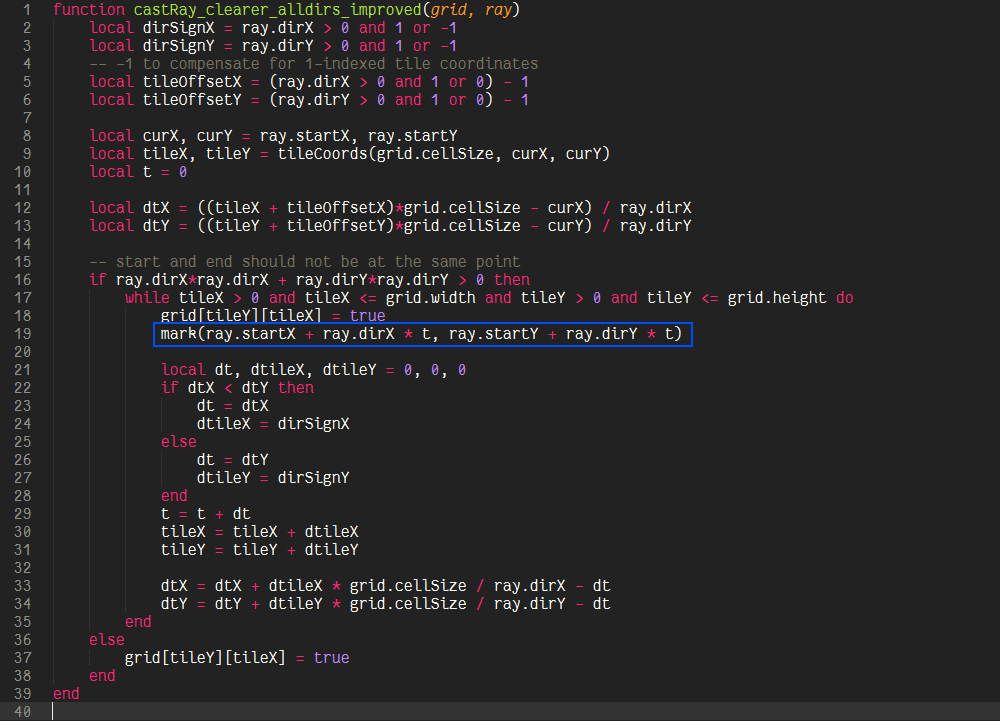 1 function castRay_clearer_alldirs_improved(grid, ray)
2 local dirSignX = ray.dirX > 0 and 1 or -1
3 local dirSignY = ray.dirY > 0 and 1 or -1
4 -- -1 to compensate for 1-indexed tile coordinates
5 local tileOffsetX = (ray.dirX > 0 and 1 or 0) - 1
6 local tileOffsetY = (ray.dirY > 0 and 1 or 0) - 1
7
8 local curX, curY = ray.startX, ray.startY
9 local tileX, tileY = tileCoords(grid.cellSize, curX, curY)
10 local t = 0
11
12 local dtX = ((tileX + tileOffsetX)*grid.cellSize - curX) / ray.dirX
13 local dtY = ((tileY + tileOffsetY)*grid.cellSize - curY) / ray.dirY
14
15 -- start and end should not be at the same point
16 if ray.dirX*ray.dirX + ray.dirY*ray.dirY > 0 then
17 while tileX > 0 and tileX <= grid.width and tileY > 0 and tileY <= grid.height do
18 grid[tileY][tileX] = true
19 mark(ray.startX + ray.dirX * t, ray.startY + ray.dirY * t)
20
21 local dt, dtileX, dtileY = 0, 0, 0
22 if dtX < dtY then
23 dt = dtX
24 dtileX = dirSignX
25 else
26 dt = dtY
27 dtileY = dirSignY
28 end
29 t = t + dt
30 tileX = tileX + dtileX
31 tileY = tileY + dtileY
32
33 dtX = dtX + dtileX * grid.cellSize / ray.dirX - dt
34 dtY = dtY + dtileY * grid.cellSize / ray.dirY - dt
35 end
36 else
37 grid[tileY][tileX] = true
38 end
39 end
40